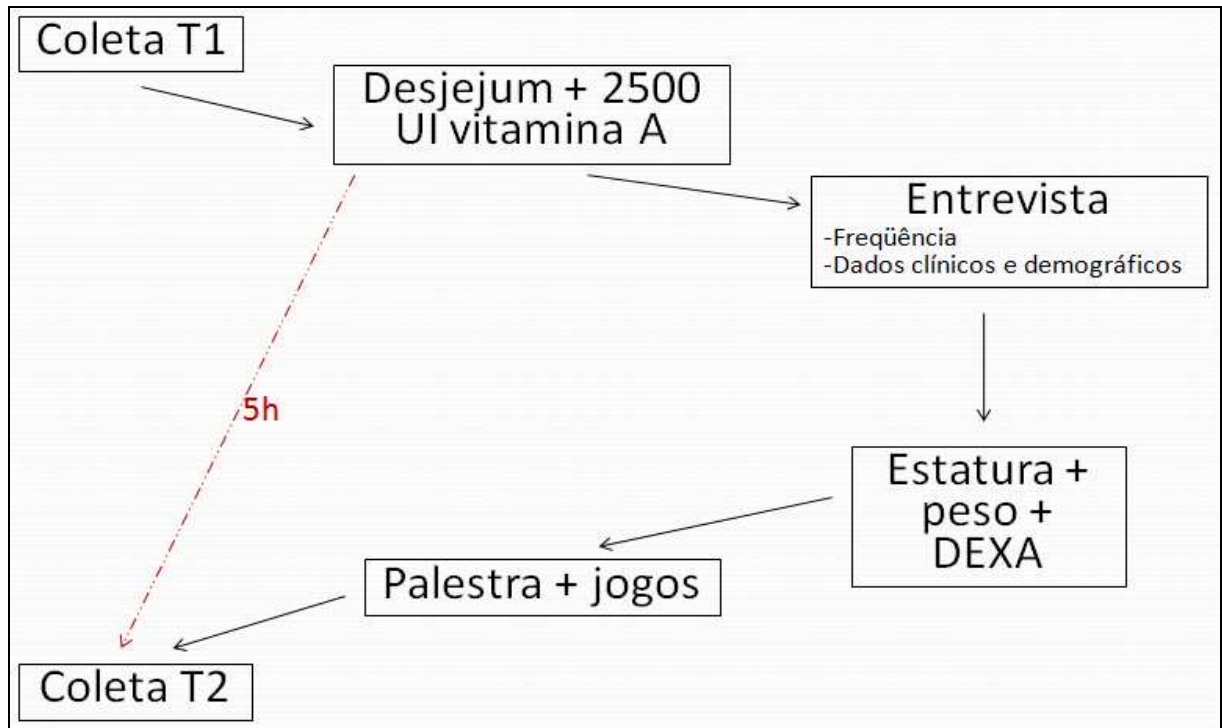 Coleta T1
Desjejum + 2500
UI vitamina A
Entrevista
-Freqüência
-Dados clínicos e demográficos
5h
Estatura +
peso +
DEXA
Palestra + jogos
Coleta T2